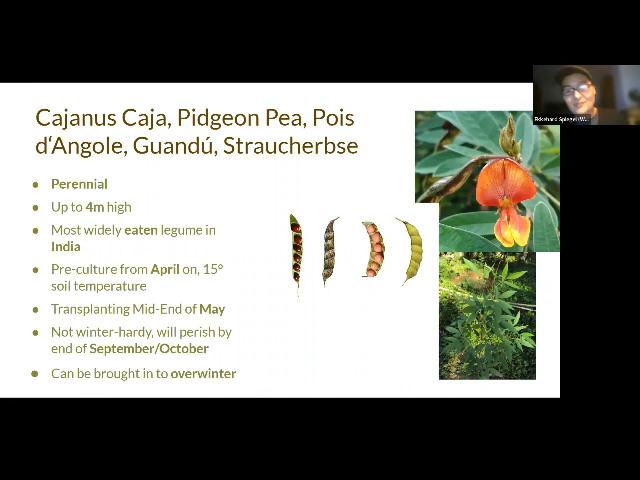 Cajanus Caja, Pidgeon Pea, Pois
d‘Angole, Guandú, Straucherbse
● Perennial
● Up to 4m high
● Most widely eaten legume in
India
● Pre-culture from April on, 15°
soil temperature
● Transplanting Mid-End of May
● Not winter-hardy, will perish by
end of September/October
● Can be brought in to overwinter
Ekkehard Spiegel (W...